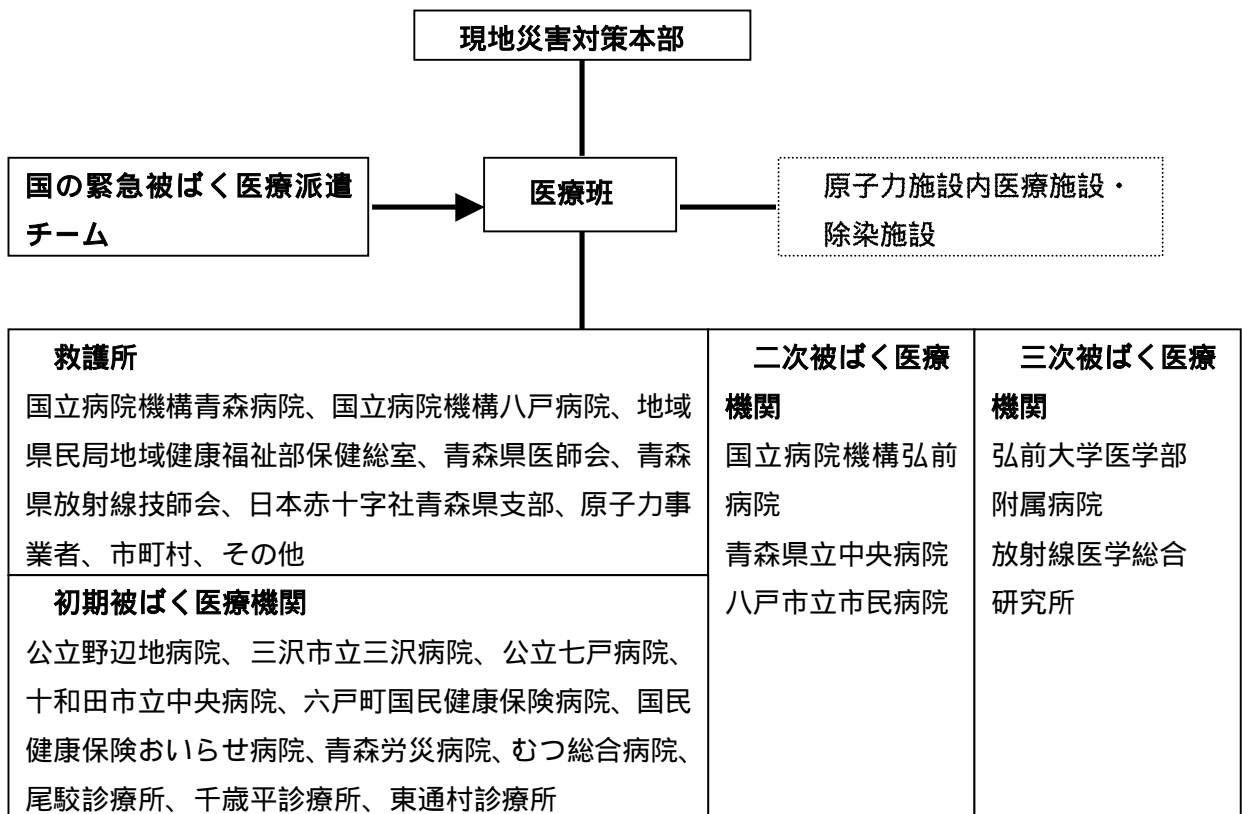 現地災害対策本部
国の緊急被ばく医療派遣
チーム
医療班
原子力施設内医療施設・
除染施設
救護所
国立病院機構青森病院、国立病院機構八戸病院、地域
県民局地域健康福祉部保健総室、青森県医師会、青森
県放射線技師会、日本赤十字社青森県支部、原子力事
業者、市町村、その他
初期被ばく医療機関
公立野辺地病院、三沢市立三沢病院、公立七戸病院、
十和田市立中央病院、六戸町国民健康保険病院、国民
健康保険おいらせ病院、青森労災病院、むつ総合病院、
尾駮診療所、千歳平診療所、東通村診療所
二次被ばく医療
機関
国立病院機構弘前
病院
青森県立中央病院
八戸市立市民病院
三次被ばく医療
機関
弘前大学医学部
附属病院
放射線医学総合
研究所